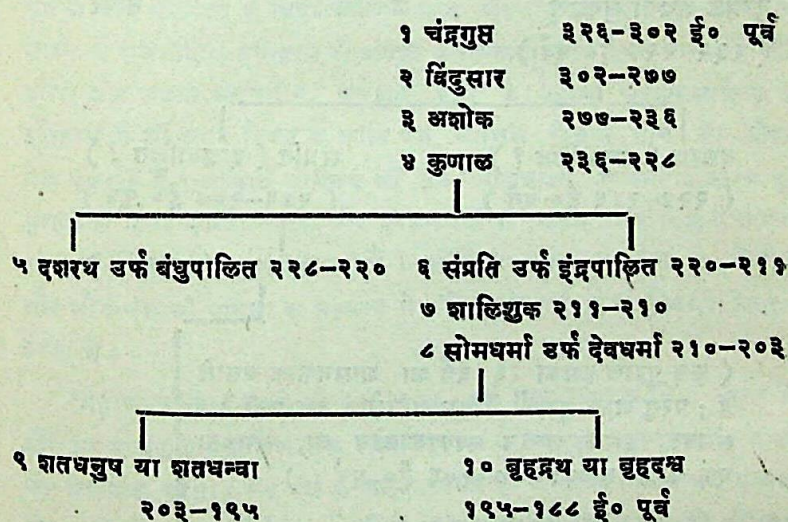 १ चंद्रगुप्त ३२६-३०२ ई० पूर्व
२ विंदुसार ३०२-२७७
३ अशोक २७७-२३६
४ कुणाल २३६-२२८
५ दशरथ उर्फ बंधुपालित २२८-२२० ६ संप्रति उर्फ इंद्रपालित २२०-२११
७ शालिशुक २११-२१०
८ सोमधर्मा उर्फ देवधर्मा २१०-२०३
९ शतधनुष या शतधन्वा १० बृहद्रथ या बृहदश्व
२०३-१९५ १९५-१८८ ई० पूर्व